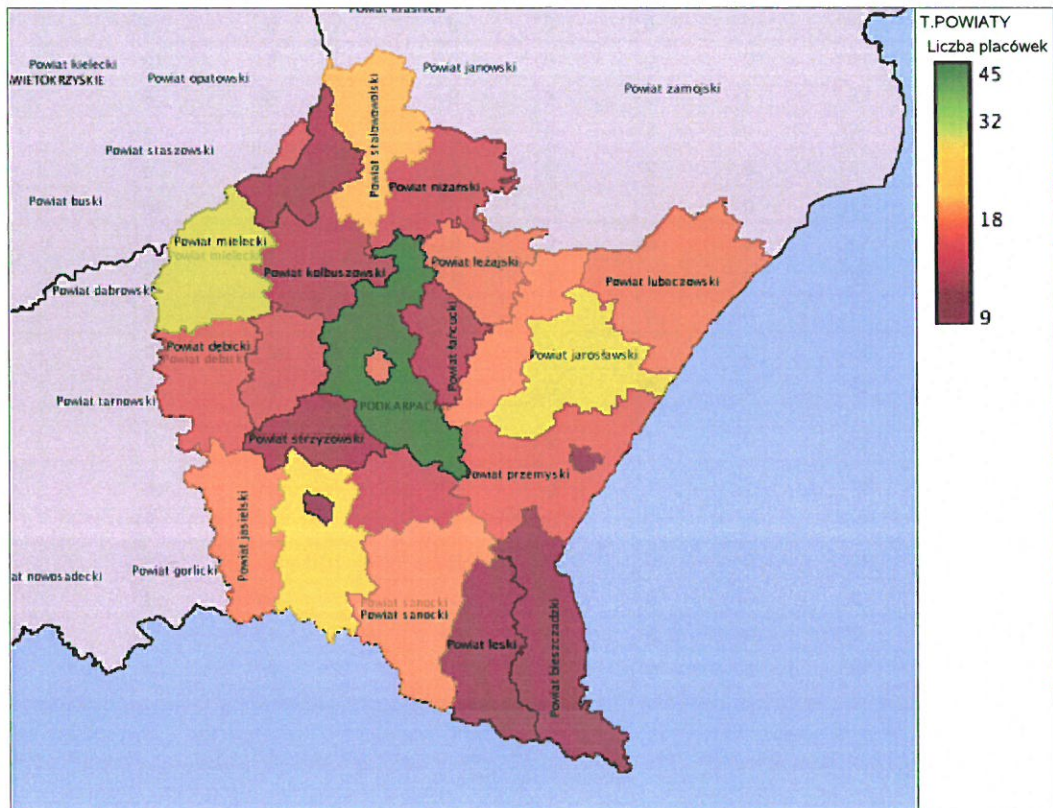 Powiat kraśnicki
T.POWIATY
Liczba placówek
45
32
18
9
Powiat kielecki
WIETOKRZYSKIE
Powiat opatowski
Powiat janowski
Powiat zamojski
Powiat stalowowolski
Powiat staszowski
Powiat niżański
Powiat buski
Powiat mielecki
Powiat mielecki
Powiat kolbuszowski
Powiat leżajski
Powiat lubaczowski
Powiat dąbrowski
Powiat łańcucki
Powiat dębicki
Powiat dębicki
Powiat jarosławski
Powiat tarnowski
PODKARPAC
Powiat strzyżowski
Powiat przemyski
Powiat jasielski
at nowosądecki
Powiat gorlicki
Powiat sanocki
Powiat sanocki
Powiat leski
Powiat bieszczadzki